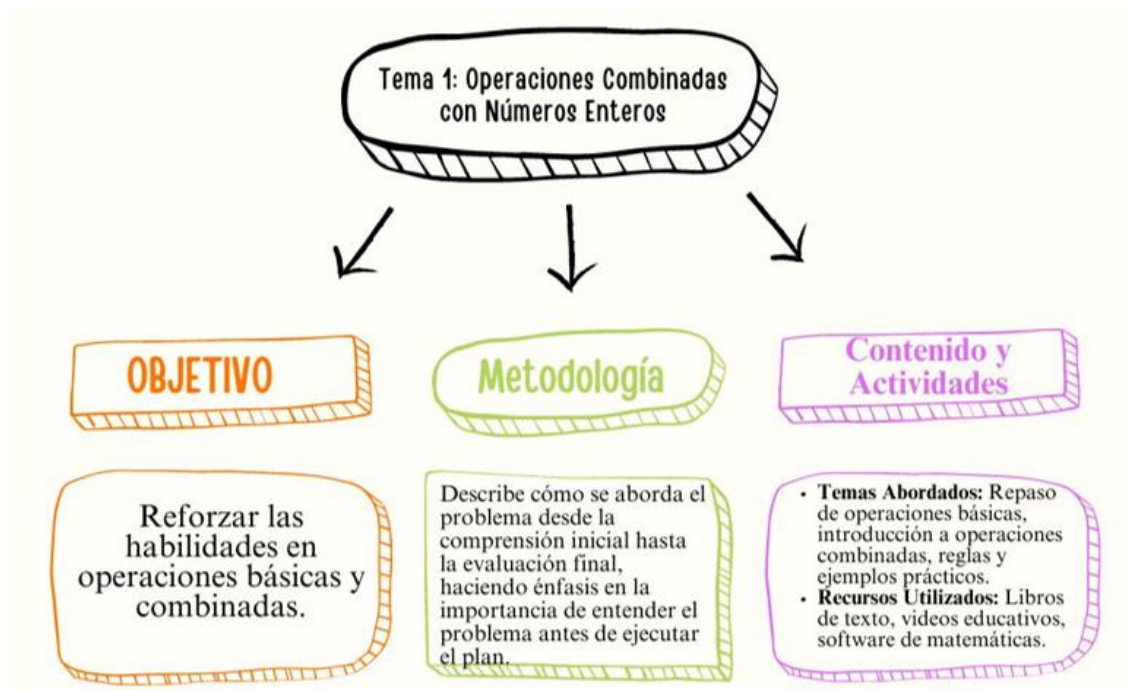 Tema 1: Operaciones Combinadas
con Números Enteros
OBJETIVO
Reforzar las
habilidades en
operaciones básicas y
combinadas.
Metodología
Describe cómo se aborda el
problema desde la
comprensión inicial hasta
la evaluación final,
haciendo énfasis en la
importancia de entender el
problema antes de ejecutar
el plan.
Contenido y
Actividades
• Temas Abordados: Repaso
de operaciones básicas,
introducción a operaciones
combinadas, reglas y
ejemplos prácticos.
• Recursos Utilizados: Libros
de texto, videos educativos,
software de matemáticas.